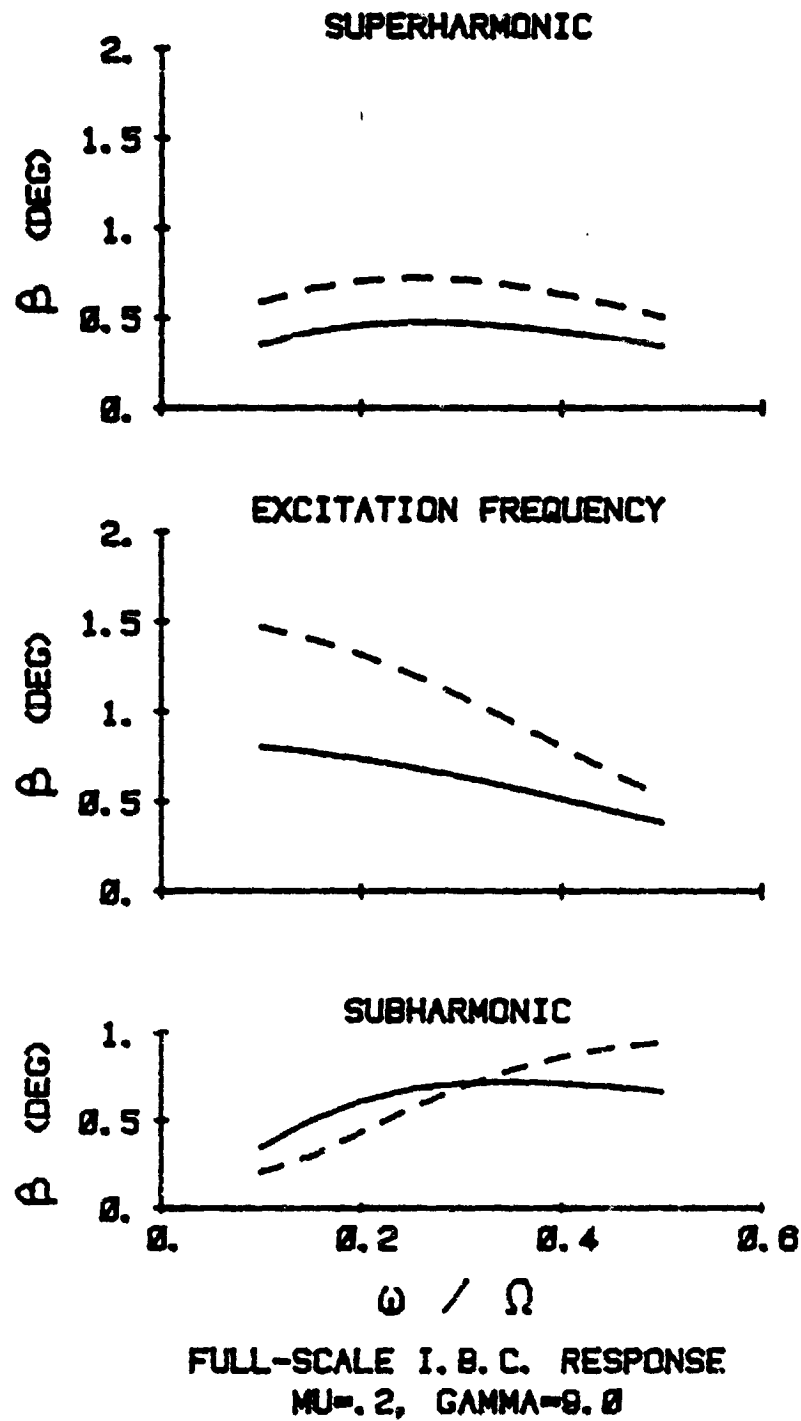 SUPERHARMONIC
2.
1.5
1.
0.5
0.
β (DEG)
EXCITATION FREQUENCY
2.
1.5
1.
0.5
0.
β (DEG)
SUBHARMONIC
1.
0.5
0.
β (DEG)
0. 0.2 0.4 0.6
ω / Ω
FULL-SCALE I.B.C. RESPONSE
MU=.2, GAMMA=9.0